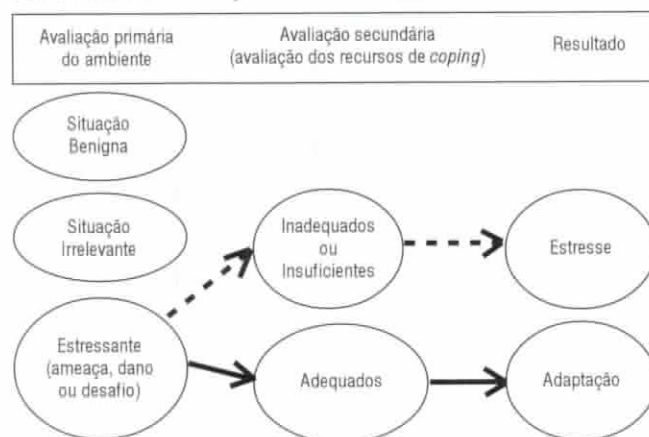 Avaliação primária
do ambiente
Avaliação secundária
(avaliação dos recursos de coping)
Resultado
Situação
Benigna
Situação
Irrelevante
Inadequados
ou
Insuficientes
Estresse
Estressante
(ameaça, dano
ou desafio)
Adequados
Adaptação